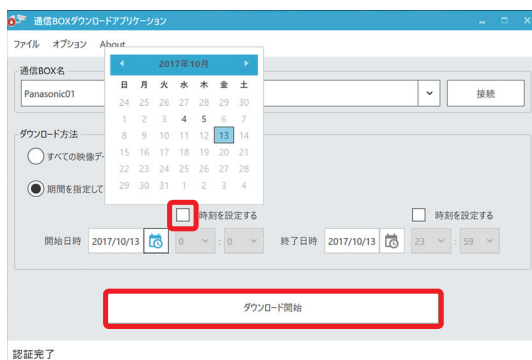 通信BOXダウンロードアプリケーション
ファイル オプション About
通信BOX名
Panasonic01
接続
2017年10月
日 月 火 水 木 金 土
24 25 26 27 28 29 30
1 2 3 4 5 6 7
8 9 10 11 12 13 14
15 16 17 18 19 20 21
22 23 24 25 26 27 28
29 30 31 1 2 3 4
ダウンロード方法
すべての映像デー
期間を指定して
時刻を設定する
時刻を設定する
開始日時 2017/10/13 0 : 0 終了日時 2017/10/13 23 : 59
ダウンロード開始
認証完了